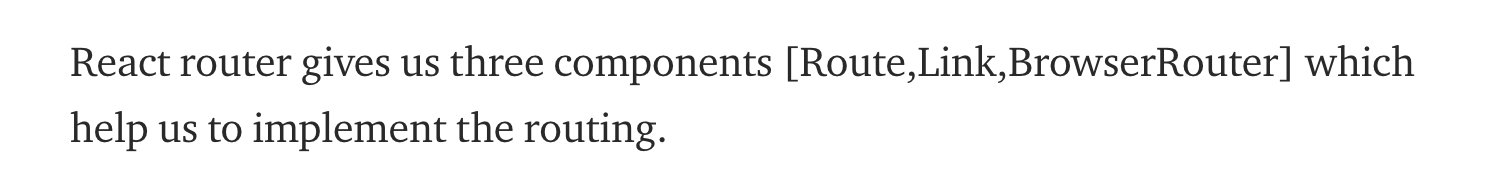 React router gives us three components [Route,Link,BrowserRouter] which
help us to implement the routing.